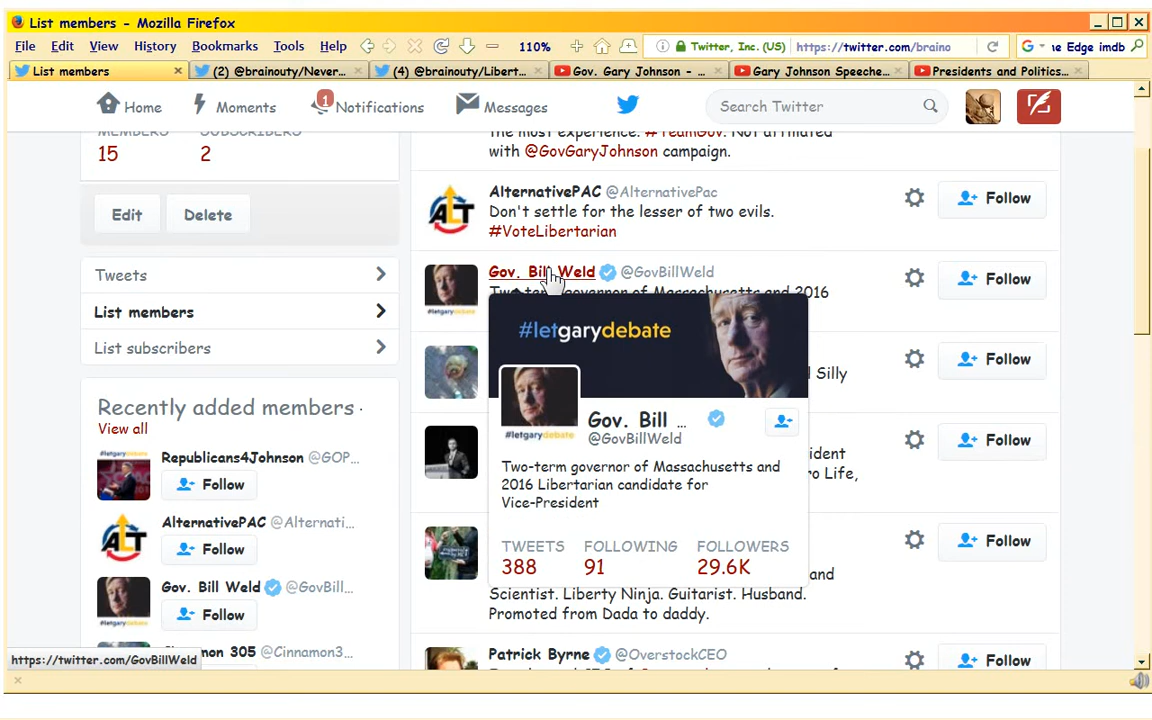 List members - Mozilla Firefox
File Edit View History Bookmarks Tools Help 110% Twitter, Inc. (US) https://twitter.com/braino Edge imdb
List members (2) @brainouty/Never... (4) @brainouty/Libert... Gov. Gary Johnson - ... Gary Johnson Speeche... Presidents and Politics...
Home Moments 1 Notifications Messages Search Twitter
MEMBERS SUBSCRIBERS
15 2
Edit Delete
Tweets
List members
List subscribers
Recently added members ·
View all
Republicans4Johnson @GOP...
Follow
AlternativePAC @Alternati...
Follow
Gov. Bill Weld @GovBill...
Follow
305 @Cinnamon3...
the most experience. #TeamGov. Not affiliated
with @GovGaryJohnson campaign.
AlternativePAC @AlternativePac
Don't settle for the lesser of two evils.
#VoteLibertarian
Follow
Gov. Bill Weld @GovBillWeld
Two-term governor of Massachusetts and 2016
Follow
#letgarydebate
#letgarydebate
Gov. Bill ...
@GovBillWeld
Two-term governor of Massachusetts and
2016 Libertarian candidate for
Vice-President
TWEETS FOLLOWING FOLLOWERS
388 91 29.6K
Silly
Follow
Life,
Follow
and
Scientist. Liberty Ninja. Guitarist. Husband.
Promoted from Dada to daddy.
Follow
Patrick Byrne @OverstockCEO
Follow
https://twitter.com/GovBillWeld